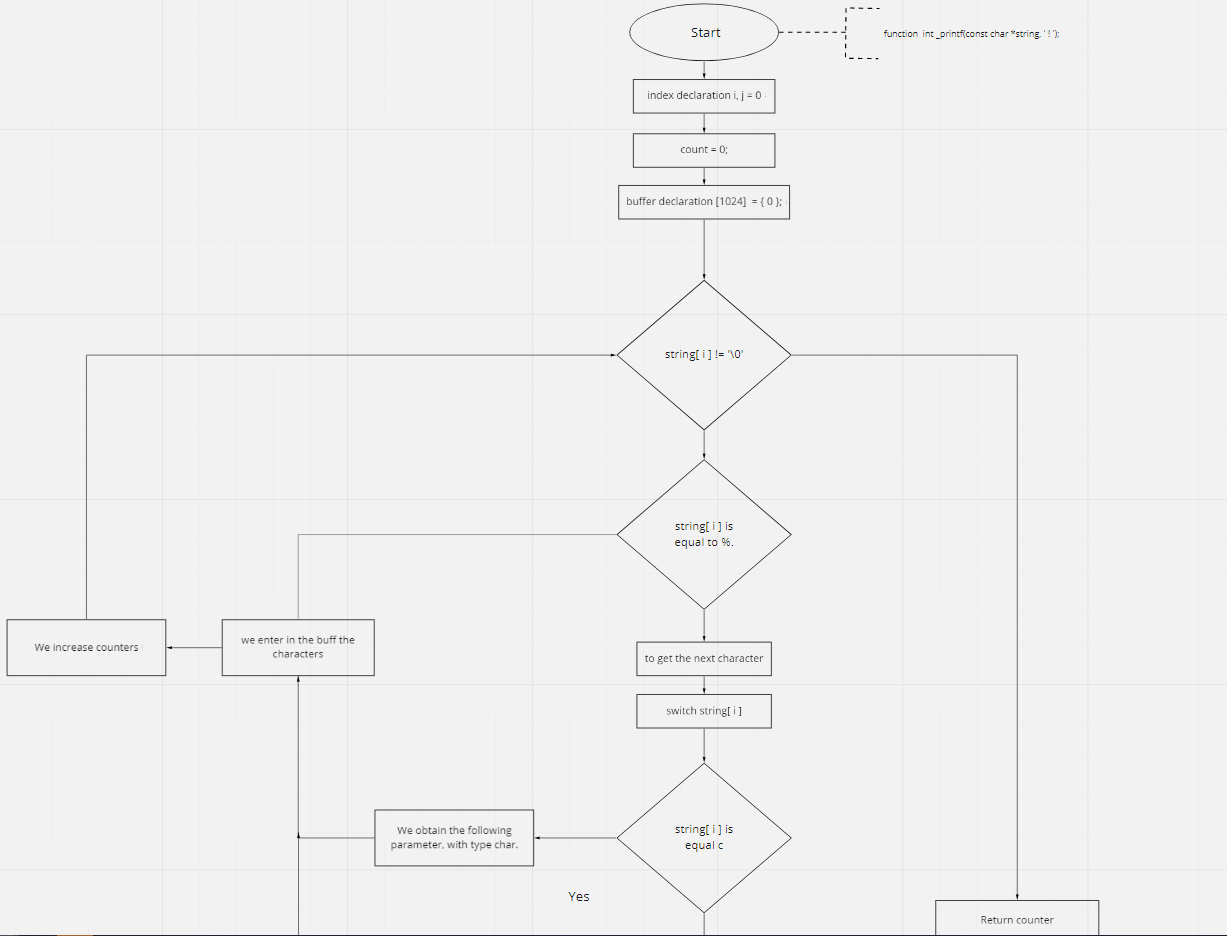 Start
function int _printf(const char *string, ' ! ');
index declaration i, j = 0
count = 0;
buffer declaration [1024] = { 0 };
string[ i ] != '\0'
string[ i ] is
equal to %.
We increase counters
we enter in the buff the
characters
to get the next character
switch string[ i ]
We obtain the following
parameter, with type char.
string[ i ] is
equal c
Yes
Return counter